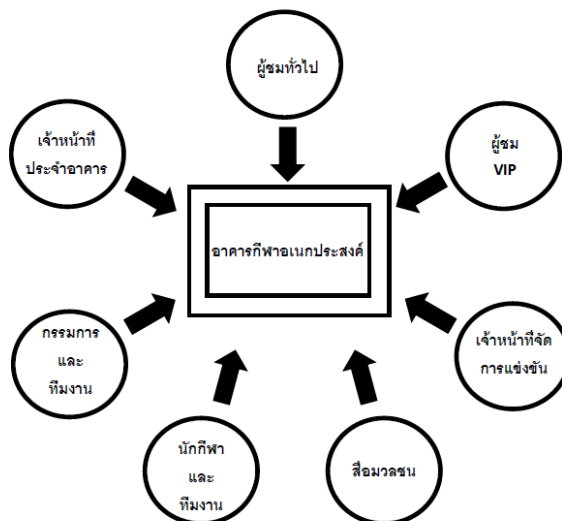 ผู้ชมทั่วไป
เจ้าหน้าที่
ประจำอาคาร
ผู้ชม
VIP
อาคารกีฬาอเนกประสงค์
กรรมการ
และ
ทีมงาน
เจ้าหน้าที่จัด
การแข่งขัน
นักกีฬา
และ
ทีมงาน
สื่อมวลชน